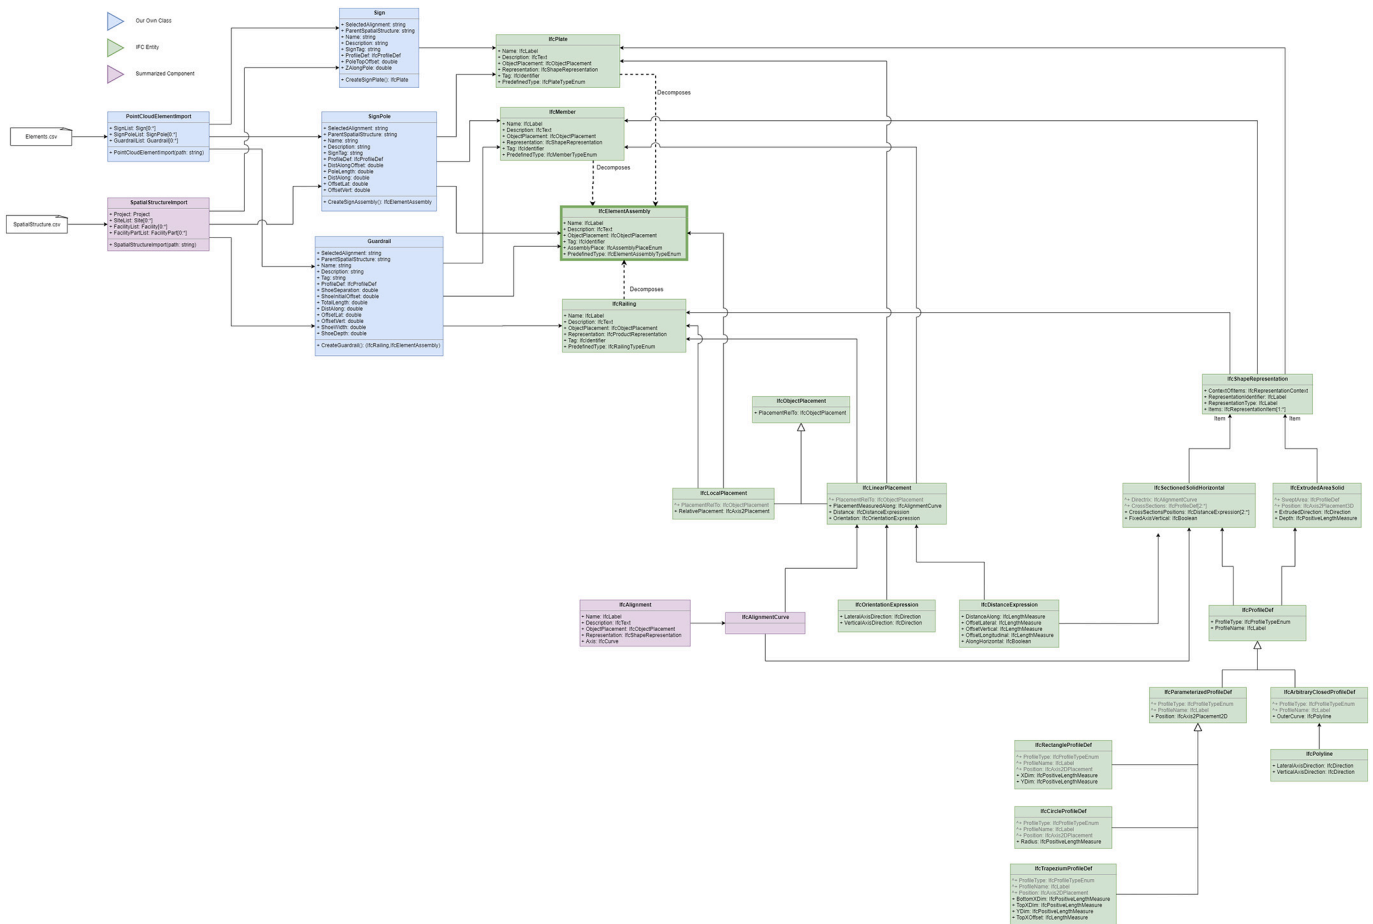 Our Own Class
IFC Entity
Summarized Component
Elements.csv
SpatialStructure.csv
PointCloudElementImport
+ SignList: Sign[0:*]
+ SignPoleList: SignPole[0:*]
+ GuardrailList: Guardrail[0:*]
+ PointCloudElementImport(path: string)
SpatialStructureImport
+ Project: Project
+ SiteList: Site[0:*]
+ FacilityList: Facility[0:*]
+ FacilityPartList: FacilityPart[0:*]
+ SpatialStructureImport(path: string)
Sign
+ SelectedAlignment: string
+ ParentSpatialStructure: string
+ Name: string
+ Description: string
+ SignTag: string
+ ProfileDef: IfcProfileDef
+ PoleTopOffset: double
+ ZAlongPole: double
+ CreateSignPlate(): IfcPlate
SignPole
+ SelectedAlignment: string
+ ParentSpatialStructure: string
+ Name: string
+ Description: string
+ SignTag: string
+ ProfileDef: IfcProfileDef
+ DistAlongOffset: double
+ PoleLength: double
+ DistAlong: double
+ OffsetLat: double
+ OffsetVert: double
+ CreateSignAssembly(): IfcElementAssembly
Guardrail
+ SelectedAlignment: string
+ ParentSpatialStructure: string
+ Name: string
+ Description: string
+ Tag: string
+ ProfileDef: IfcProfileDef
+ ShoeSeparation: double
+ ShoeInitialOffset: double
+ TotalLength: double
+ DistAlong: double
+ OffsetLat: double
+ OffsetVert: double
+ ShoeWidth: double
+ ShoeDepth: double
+ CreateGuardrail(): (IfcRailing,IfcElementAssembly)
IfcPlate
+ Name: IfcLabel
+ Description: IfcText
+ ObjectPlacement: IfcObjectPlacement
+ Representation: IfcShapeRepresentation
+ Tag: IfcIdentifier
+ PredefinedType: IfcPlateTypeEnum
Decomposes
IfcMember
+ Name: IfcLabel
+ Description: IfcText
+ ObjectPlacement: IfcObjectPlacement
+ Representation: IfcShapeRepresentation
+ Tag: IfcIdentifier
+ PredefinedType: IfcMemberTypeEnum
Decomposes
IfcElementAssembly
+ Name: IfcLabel
+ Description: IfcText
+ ObjectPlacement: IfcObjectPlacement
+ Tag: IfcIdentifier
+ AssemblyPlace: IfcAssemblyPlaceEnum
+ PredefinedType: IfcElementAssemblyTypeEnum
Decomposes
IfcRailing
+ Name: IfcLabel
+ Description: IfcText
+ ObjectPlacement: IfcObjectPlacement
+ Representation: IfcProductRepresentation
+ Tag: IfcIdentifier
+ PredefinedType: IfcRailingTypeEnum
IfcShapeRepresentation
+ ContextOfItems: IfcRepresentationContext
+ RepresentationIdentifier: IfcLabel
+ RepresentationType: IfcLabel
+ Items: IfcRepresentationItem[1:*]
Item
Item
IfcObjectPlacement
+ PlacementRelTo: IfcObjectPlacement
IfcLocalPlacement
^+ PlacementRelTo: IfcObjectPlacement
+ RelativePlacement: IfcAxis2Placement
IfcLinearPlacement
^+ PlacementRelTo: IfcObjectPlacement
+ PlacementMeasuredAlong: IfcAlignmentCurve
+ Distance: IfcDistanceExpression
+ Orientation: IfcOrientationExpression
IfcSectionedSolidHorizontal
^+ Directrix: IfcAlignmentCurve
^+ CrossSections: IfcProfileDef[2:*]
+ CrossSectionsPositions: IfcDistanceExpression[2:*]
+ FixedAxisVertical: IfcBoolean
IfcExtrudedAreaSolid
^+ SweptArea: IfcProfileDef
^+ Position: IfcAxis2Placement3D
+ ExtrudedDirection: IfcDirection
+ Depth: IfcPositiveLengthMeasure
IfcAlignment
+ Name: IfcLabel
+ Description: IfcText
+ ObjectPlacement: IfcObjectPlacement
+ Representation: IfcShapeRepresentation
+ Axis: IfcCurve
IfcAlignmentCurve
IfcOrientationExpression
+ LateralAxisDirection: IfcDirection
+ VerticalAxisDirection: IfcDirection
IfcDistanceExpression
+ DistanceAlong: IfcLengthMeasure
+ OffsetLateral: IfcLengthMeasure
+ OffsetVertical: IfcLengthMeasure
+ OffsetLongitudinal: IfcLengthMeasure
+ AlongHorizontal: IfcBoolean
IfcProfileDef
+ ProfileType: IfcProfileTypeEnum
+ ProfileName: IfcLabel
IfcParameterizedProfileDef
^+ ProfileType: IfcProfileTypeEnum
^+ ProfileName: IfcLabel
+ Position: IfcAxis2Placement2D
IfcArbitraryClosedProfileDef
^+ ProfileType: IfcProfileTypeEnum
^+ ProfileName: IfcLabel
+ OuterCurve: IfcPolyline
IfcPolyline
+ LateralAxisDirection: IfcDirection
+ VerticalAxisDirection: IfcDirection
IfcRectangleProfileDef
^+ ProfileType: IfcProfileTypeEnum
^+ ProfileName: IfcLabel
^+ Position: IfcAxis2DPlacement
+ XDim: IfcPositiveLengthMeasure
+ YDim: IfcPositiveLengthMeasure
IfcCircleProfileDef
^+ ProfileType: IfcProfileTypeEnum
^+ ProfileName: IfcLabel
^+ Position: IfcAxis2DPlacement
+ Radius: IfcPositiveLengthMeasure
IfcTrapeziumProfileDef
^+ ProfileType: IfcProfileTypeEnum
^+ ProfileName: IfcLabel
^+ Position: IfcAxis2DPlacement
+ BottomXDim: IfcPositiveLengthMeasure
+ TopXDim: IfcPositiveLengthMeasure
+ YDim: IfcPositiveLengthMeasure
+ TopXOffset: IfcLengthMeasure